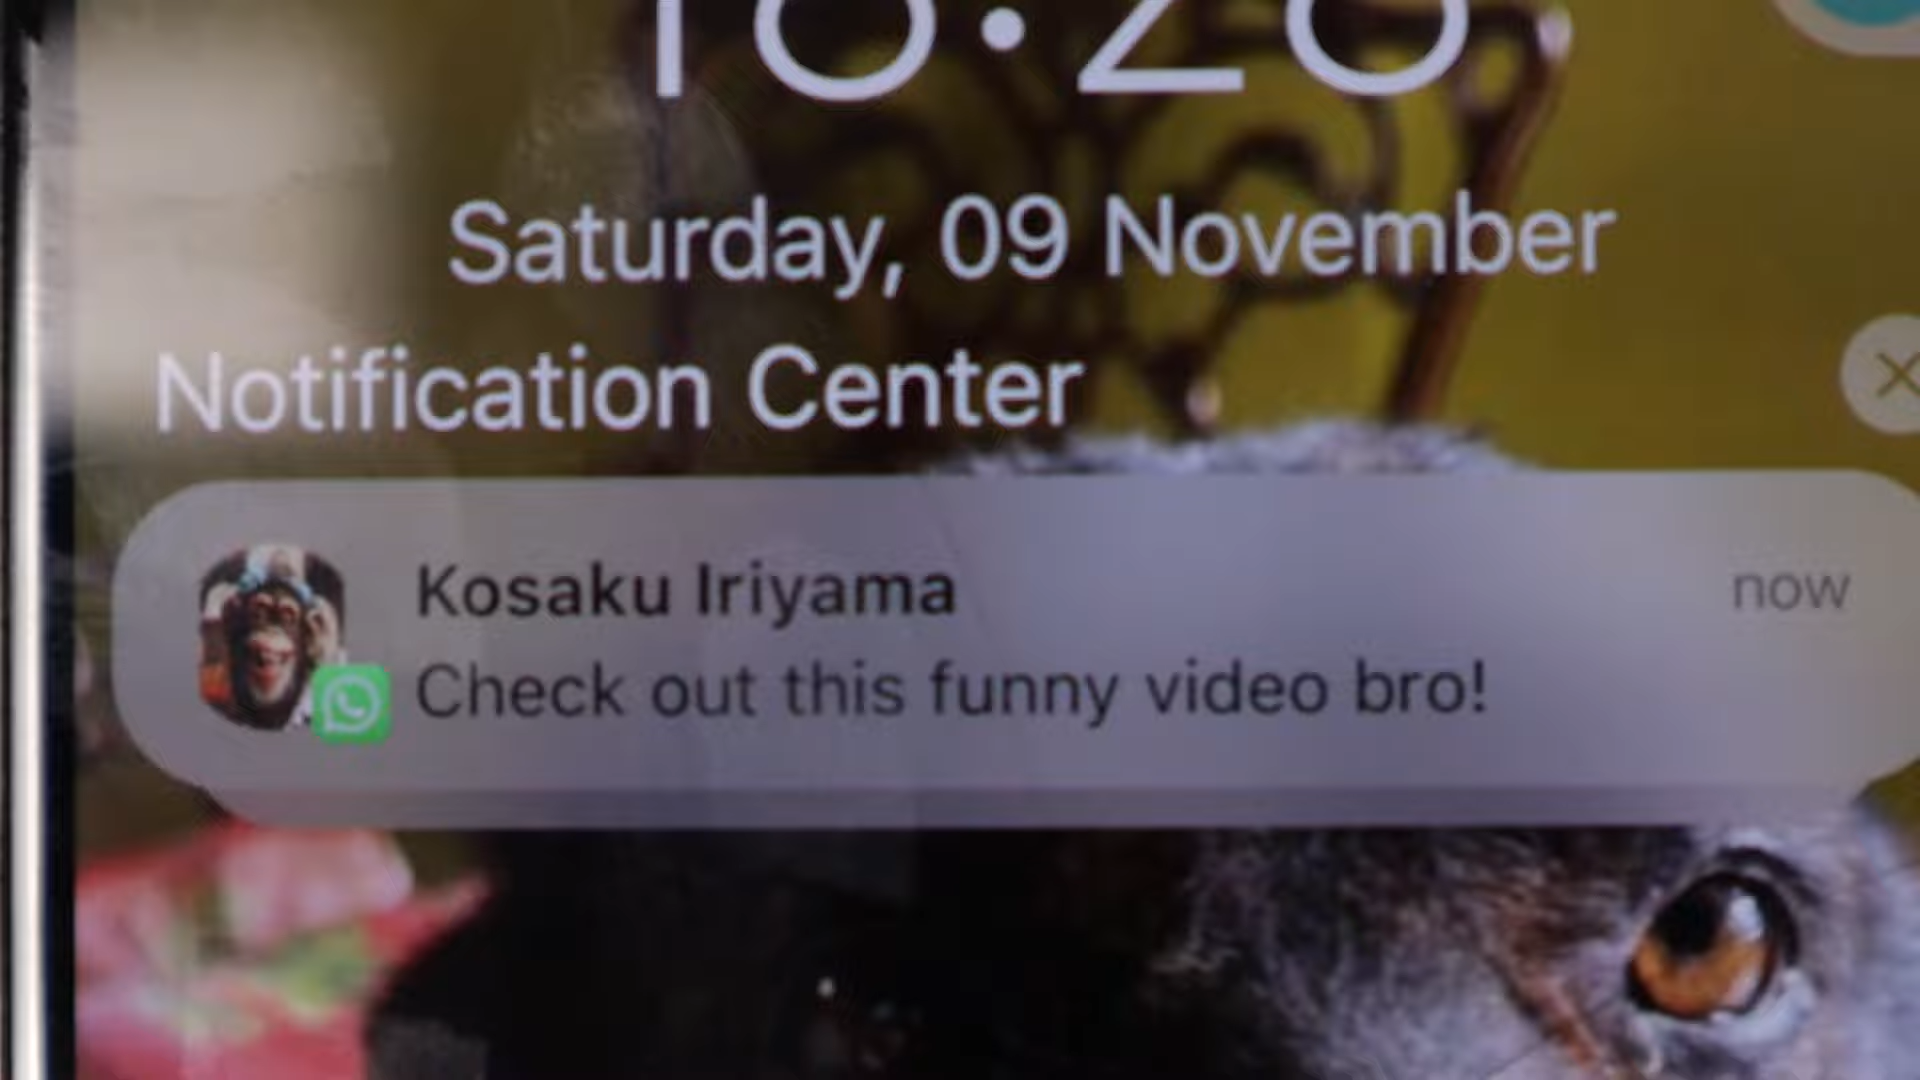 Saturday, 09 November
Notification Center
Kosaku Iriyama
now
Check out this funny video bro!